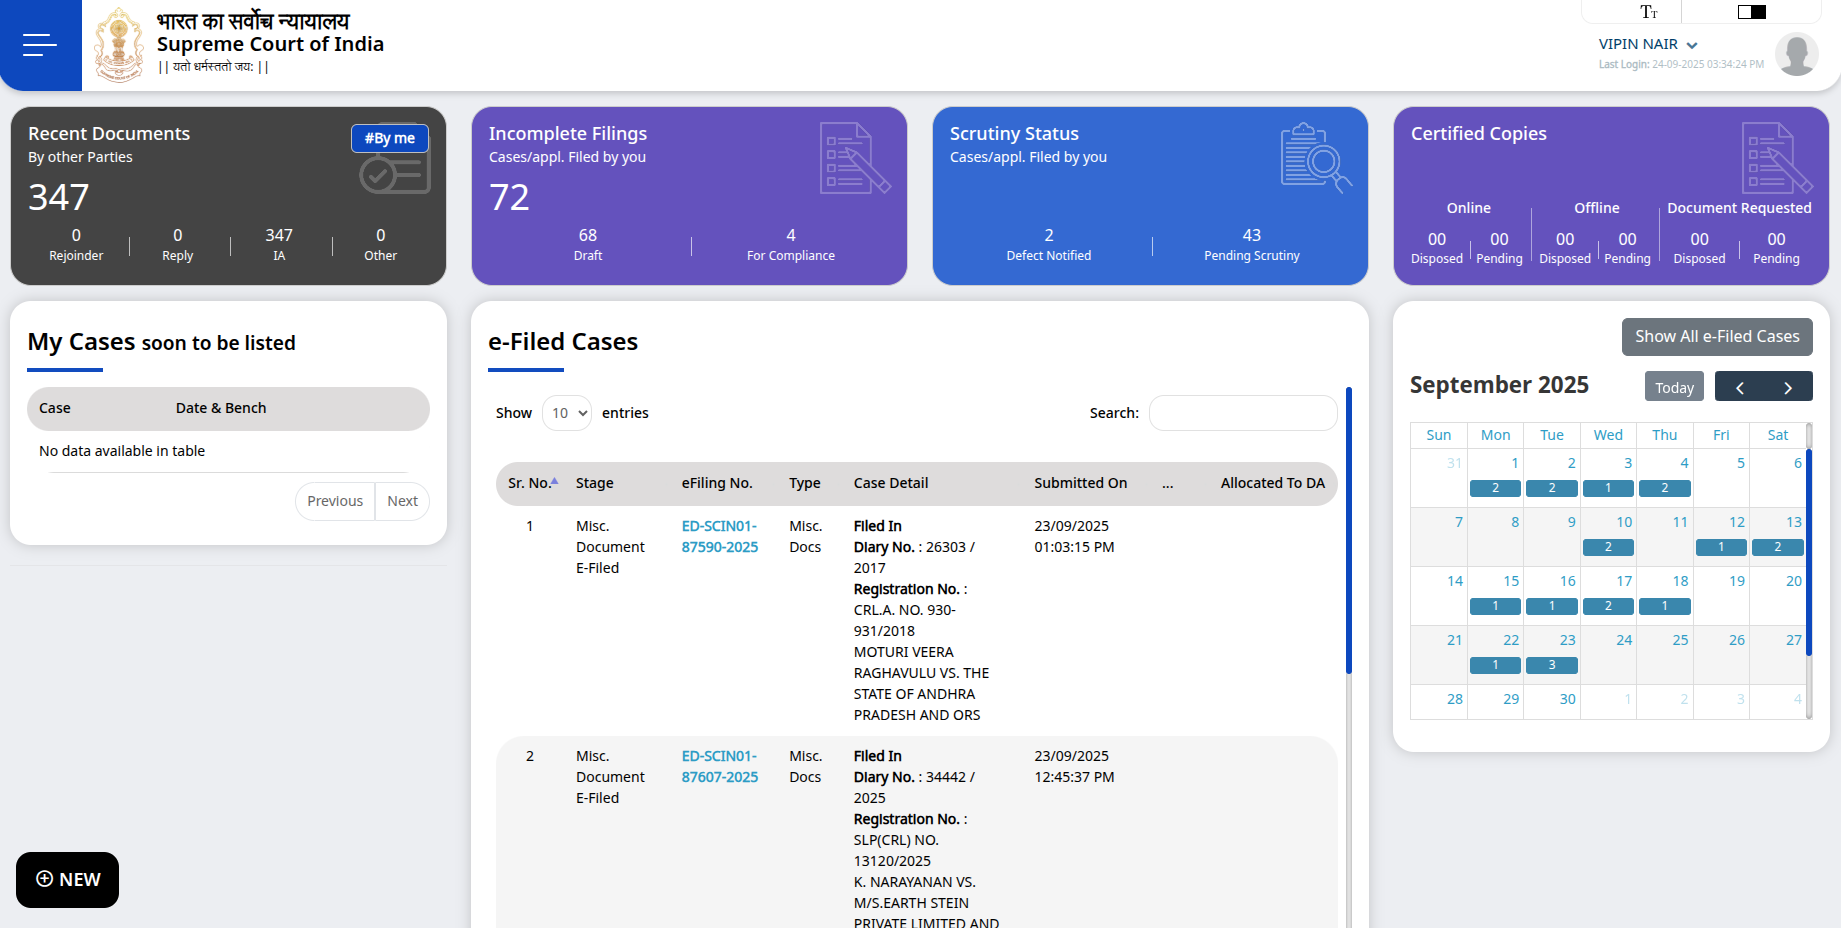 भारत का सर्वोच्च न्यायालय
Supreme Court of India
|| यतो धर्मस्ततो जय: ||
TT
VIPIN NAIR
Last Login: 24-09-2025 03:34:24 PM
Recent Documents
#By me
By other Parties
347
0 0 347 0
Rejoinder Reply IA Other
Incomplete Filings
Cases/appl. Filed by you
72
68 4
Draft For Compliance
Scrutiny Status
Cases/appl. Filed by you
2 43
Defect Notified Pending Scrutiny
Certified Copies
Online Offline Document Requested
00 00 00 00 00 00
Disposed Pending Disposed Pending Disposed Pending
My Cases soon to be listed
Case Date & Bench
No data available in table
Previous Next
e-Filed Cases
Show 10 entries Search:
Sr. No. Stage eFiling No. Type Case Detail Submitted On ... Allocated To DA
1 Misc. ED-SCIN01- Misc. Filed In 23/09/2025
Document 87590-2025 Docs Diary No. : 26303 / 01:03:15 PM
E-Filed 2017
Registration No. :
CRL.A. NO. 930-
931/2018
MOTURI VEERA
RAGHAVULU VS. THE
STATE OF ANDHRA
PRADESH AND ORS
2 Misc. ED-SCIN01- Misc. Filed In 23/09/2025
Document 87607-2025 Docs Diary No. : 34442 / 12:45:37 PM
E-Filed 2025
Registration No. :
SLP(CRL) NO.
13120/2025
K. NARAYANAN VS.
M/S.EARTH STEIN
PRIVATE LIMITED AND
Show All e-Filed Cases
September 2025 Today
Sun Mon Tue Wed Thu Fri Sat
31 1 2 3 4 5 6
2 2 1 2
7 8 9 10 11 12 13
2 1 2
14 15 16 17 18 19 20
1 1 2 1
21 22 23 24 25 26 27
1 3
28 29 30 1 2 3 4
NEW